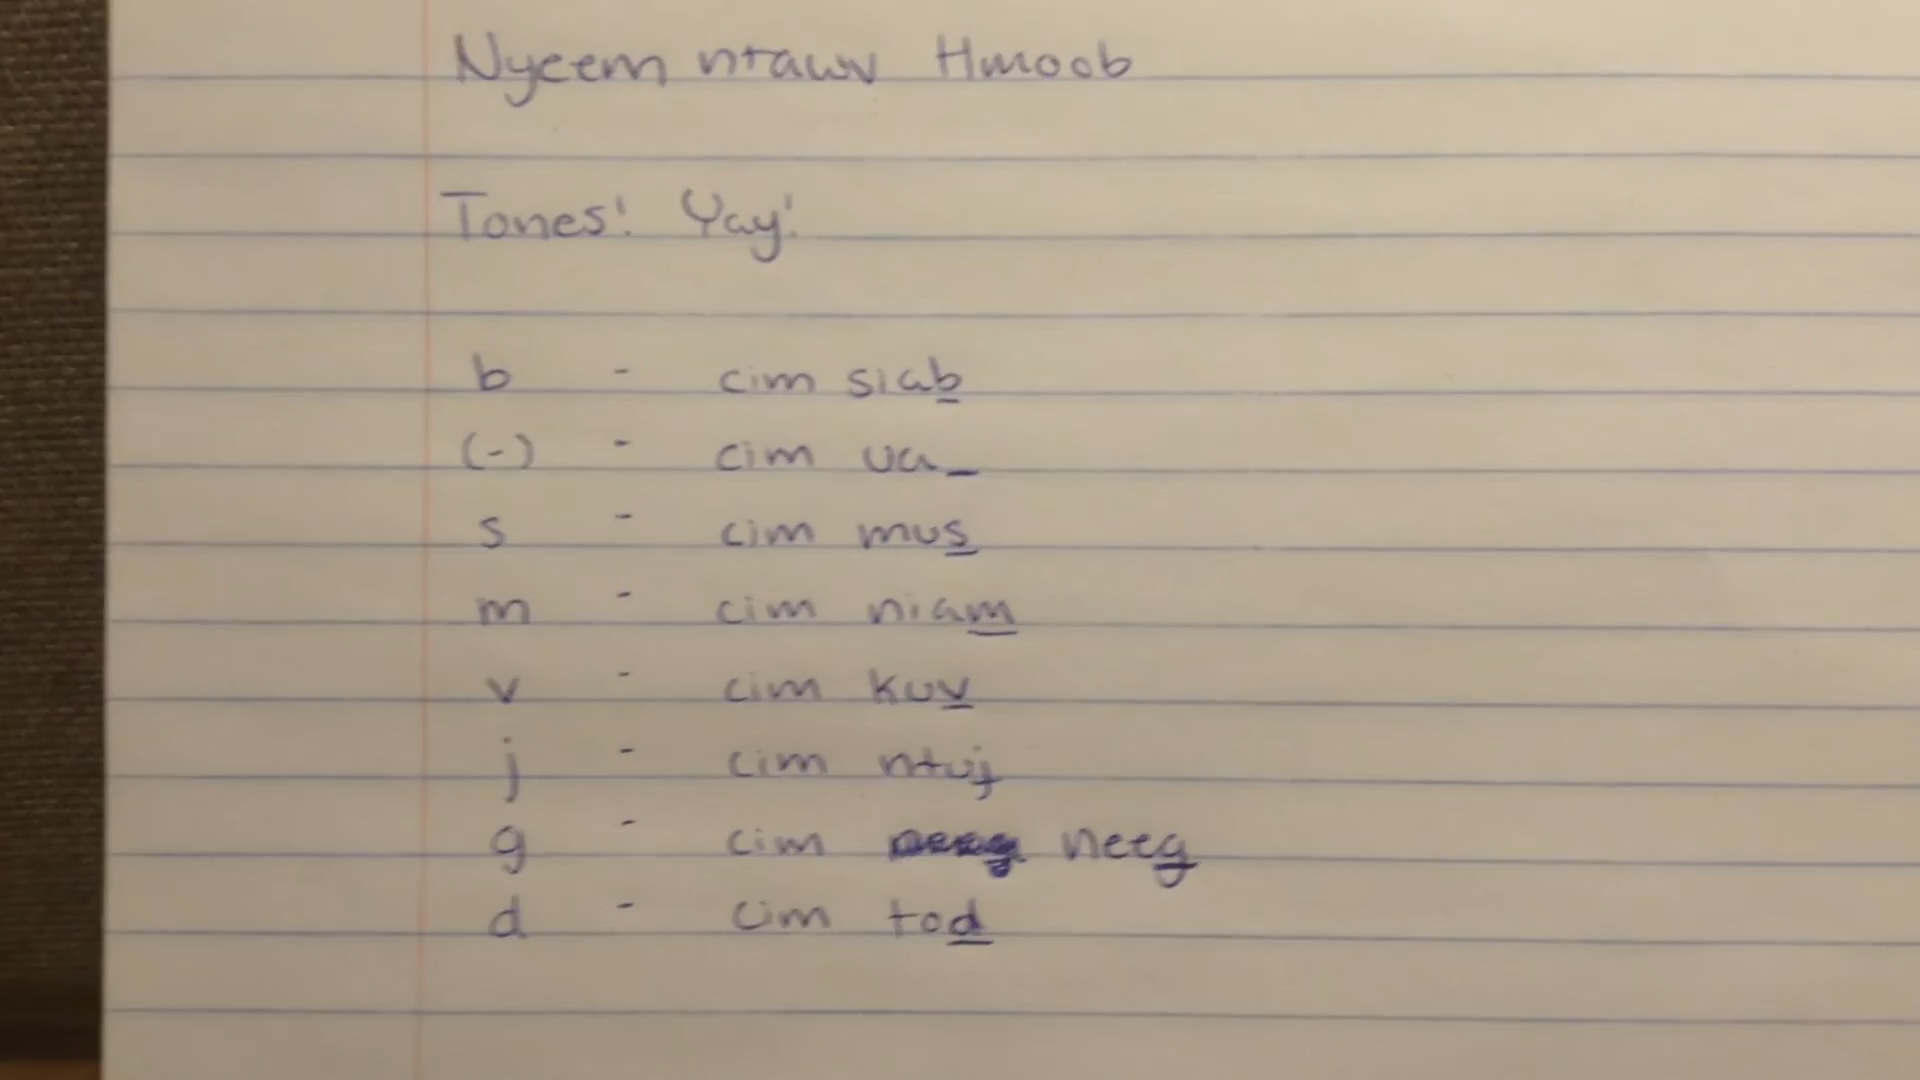 Nyeem ntawv Hmoob
Tones! Yay!
b - cim siab
(-) - cim ua_
s - cim mus
m - cim niam
v - cim kuv
j - cim ntuj
g - cim neeg
d - cim tod